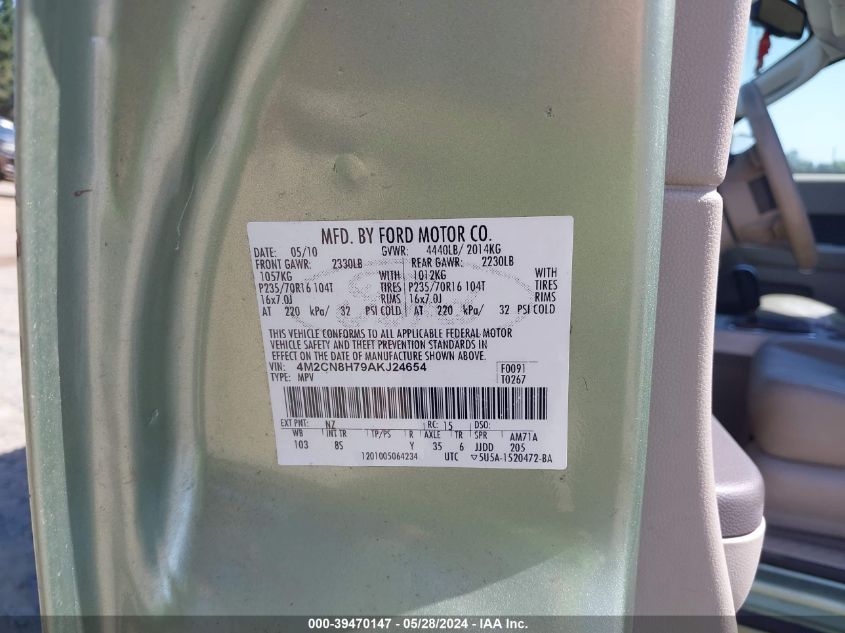 MFD. BY FORD MOTOR CO.
DATE: 05/10 GVWR: 4440LB/ 2014KG
FRONT GAWR: 2330LB REAR GAWR: 2230LB
1057KG WITH 1012KG WITH
P235/70R16 104T TIRES P235/70R16 104T TIRES
16x7.0J RIMS 16x7.0J RIMS
AT 220 kPa/ 32 PSI COLD AT 220 kPa/ 32 PSI COLD
THIS VEHICLE CONFORMS TO ALL APPLICABLE FEDERAL MOTOR
VEHICLE SAFETY AND THEFT PREVENTION STANDARDS IN
EFFECT ON THE DATE OF MANUFACTURE SHOWN ABOVE.
VIN: 4M2CN8H79AKJ24654 F0091
TYPE: MPV T0267
EXT PNT: NZ RC: 15 DSO:
WB INT TR TP/PS R AXLE TR SPR AM71A
103 8S Y 35 6 JJDD 205
1201005064234 UTC ▽5U5A-1520472-BA
000-39470147 | 05/28/2024 - IAA Inc.